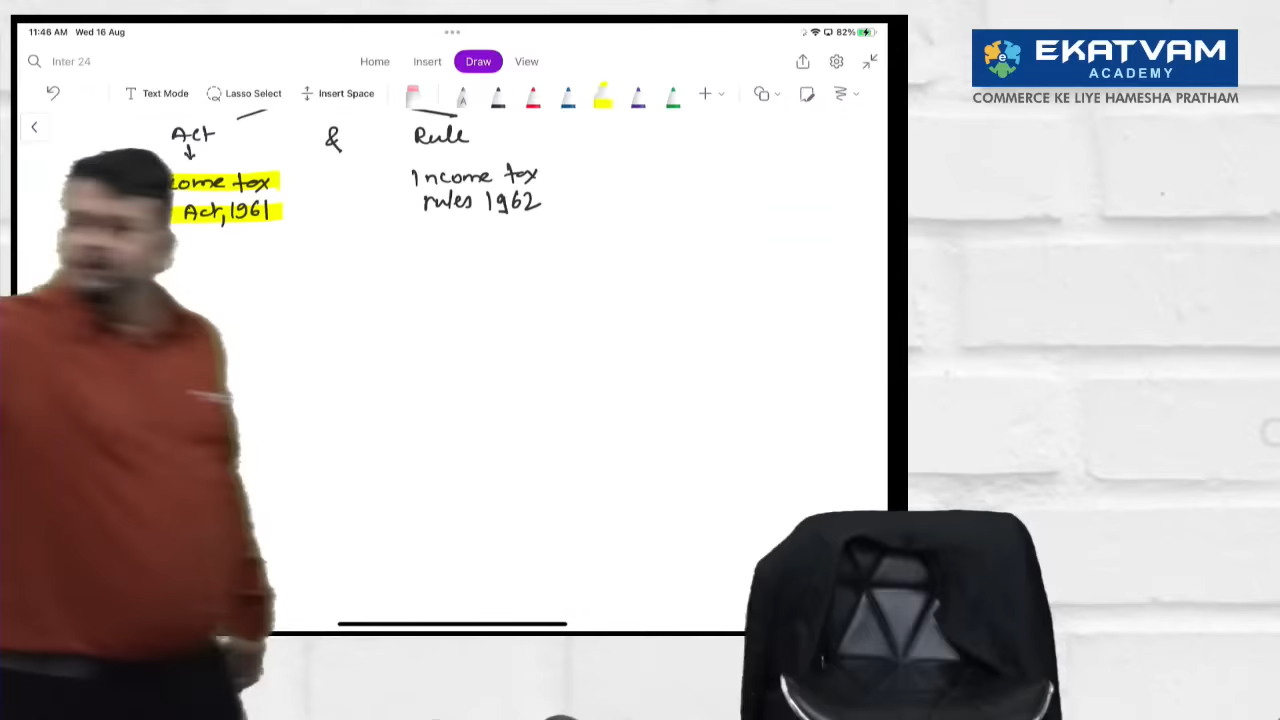 11:46 AM Wed 16 Aug
82%
Inter 24
Home Insert Draw View
Text Mode Lasso Select Insert Space
EKATVAM
ACADEMY
COMMERCE KE LIYE HAMESHA PRATHAM
Act & Rule
come tax
Act, 1961
Income tax
rules 1962